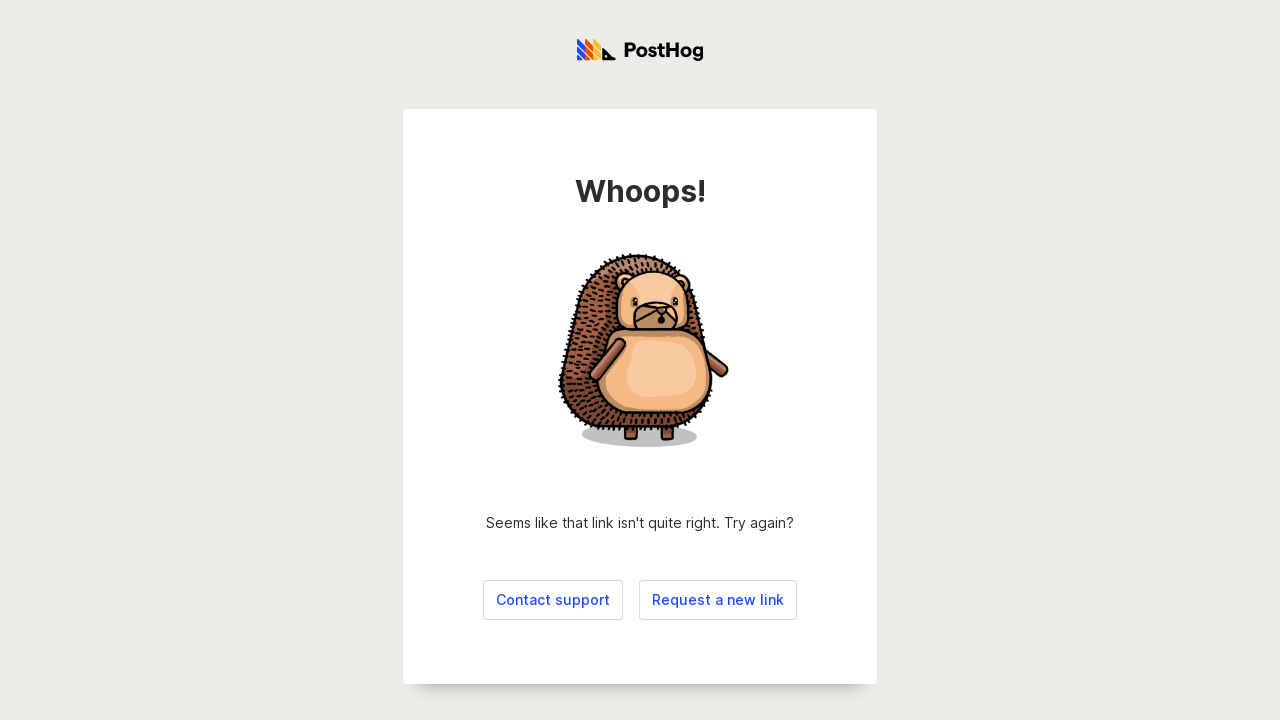 PostHog
Whoops!
Seems like that link isn't quite right. Try again?
Contact support
Request a new link